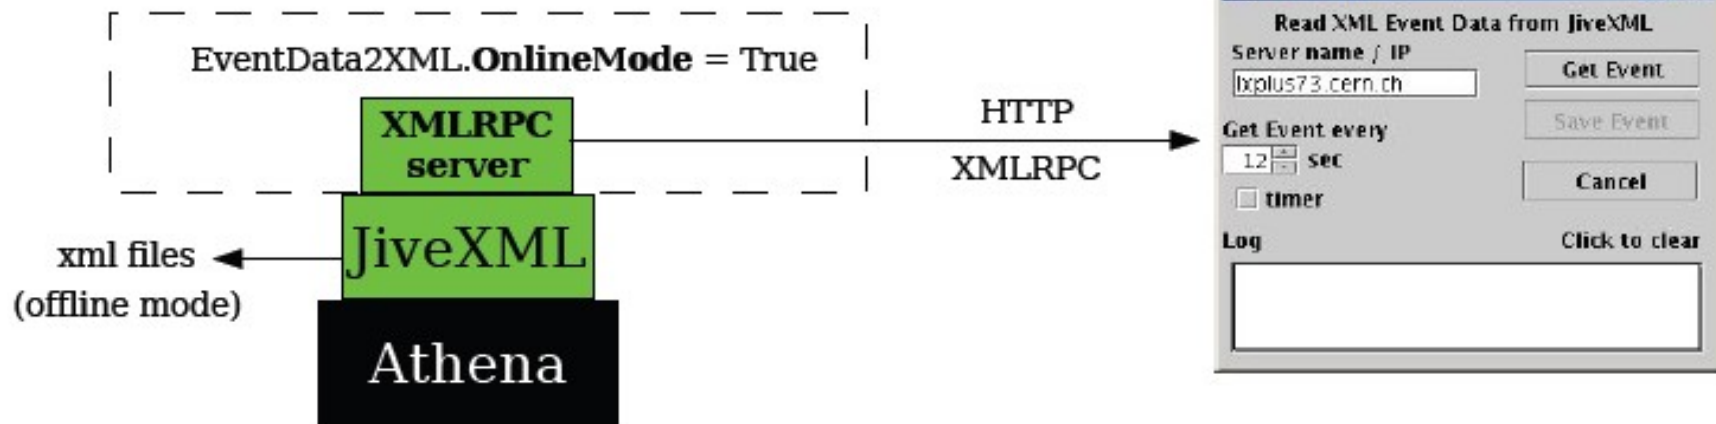 EventData2XML.OnlineMode = True
XMLRPC
server
HTTP
XMLRPC
JiveXML
xml files
(offline mode)
Athena
Read XML Event Data from JiveXML
Server name / IP
lxplus73.cern.ch
Get Event
Save Event
Get Event every
12 sec
Cancel
timer
Log
Click to clear